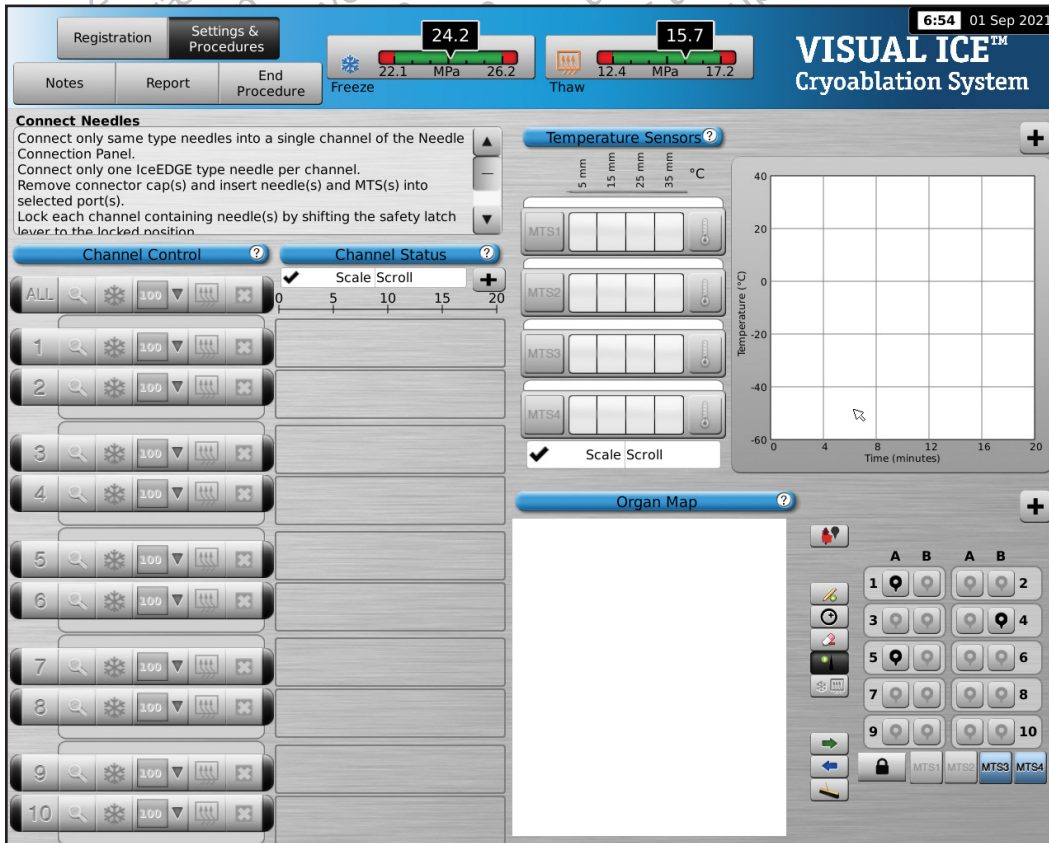 Registration
Settings &
Procedures
Notes
Report
End
Procedure
24.2
22.1 MPa 26.2
Freeze
15.7
12.4 MPa 17.2
Thaw
6:54 01 Sep 2021
VISUAL ICE™
Cryoablation System
Connect Needles
Connect only same type needles into a single channel of the Needle
Connection Panel.
Connect only one IceEDGE type needle per channel.
Remove connector cap(s) and insert needle(s) and MTS(s) into
selected port(s).
Lock each channel containing needle(s) by shifting the safety latch
lever to the locked position
Channel Control ?
Channel Status ?
Scale Scroll
0 5 10 15 20
ALL 100
1 100
2 100
3 100
4 100
5 100
6 100
7 100
8 100
9 100
10 100
Temperature Sensors ?
5 mm 15 mm 25 mm 35 mm °C
MTS1
MTS2
MTS3
MTS4
Scale Scroll
Temperature (°C)
40
20
0
-20
-40
-60
0 4 8 12 16 20
Time (minutes)
Organ Map ?
A B A B
1 2
3 4
5 6
7 8
9 10
MTS1 MTS2 MTS3 MTS4